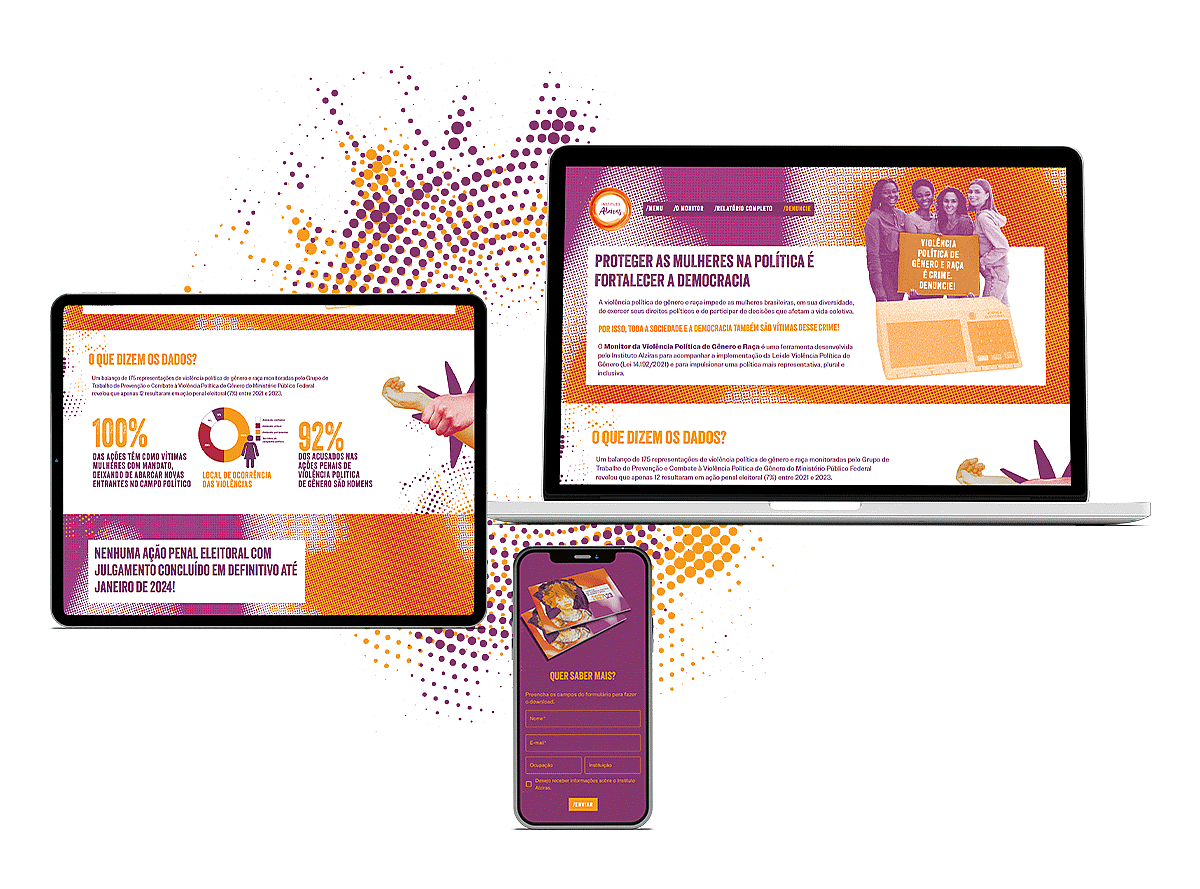 INSTITUTO
Alziras
/MENU
/O MONITOR
/RELATÓRIO COMPLETO
/DENUNCIE
VIOLÊNCIA
POLÍTICA DE
GÊNERO E RAÇA
É CRIME.
DENUNCIE!
PROTEGER AS MULHERES NA POLÍTICA É
FORTALECER A DEMOCRACIA
A violência política de gênero e raça impede as mulheres brasileiras, em sua diversidade,
de exercer seus direitos políticos e de participar de decisões que afetam a vida coletiva.
POR ISSO, TODA A SOCIEDADE E A DEMOCRACIA TAMBÉM SÃO VÍTIMAS DESSE CRIME!
O Monitor da Violência Política de Gênero e Raça é uma ferramenta desenvolvida
pelo Instituto Alziras para acompanhar a implementação da Lei de Violência Política de
Gênero (Lei 14.192/2021) e para impulsionar uma política mais representativa, plural e
inclusiva.
O QUE DIZEM OS DADOS?
Um balanço de 175 representações de violência política de gênero e raça monitoradas pelo Grupo de
Trabalho de Prevenção e Combate à Violência Política de Gênero do Ministério Público Federal
revelou que apenas 12 resultaram em ação penal eleitoral (7%) entre 2021 e 2023.
O QUE DIZEM OS DADOS?
Um balanço de 175 representações de violência política de gênero e raça monitoradas pelo Grupo de
Trabalho de Prevenção e Combate à Violência Política de Gênero do Ministério Público Federal
revelou que apenas 12 resultaram em ação penal eleitoral (7%) entre 2021 e 2023.
100%
DAS AÇÕES TÊM COMO VÍTIMAS
MULHERES COM MANDATO,
DEIXANDO DE ABARCAR NOVAS
ENTRANTES NO CAMPO POLÍTICO
LOCAL DE OCORRÊNCIA
DAS VIOLÊNCIAS
92%
DOS ACUSADOS NAS
AÇÕES PENAIS DE
VIOLÊNCIA POLÍTICA
DE GÊNERO SÃO HOMENS
NENHUMA AÇÃO PENAL ELEITORAL COM
JULGAMENTO CONCLUÍDO EM DEFINITIVO ATÉ
JANEIRO DE 2024!
QUER SABER MAIS?
Preencha os campos do formulário para fazer
o download.
Nome*
E-mail*
Ocupação
Instituição
Desejo receber informações sobre o Instituto
Alziras.
/ENVIAR